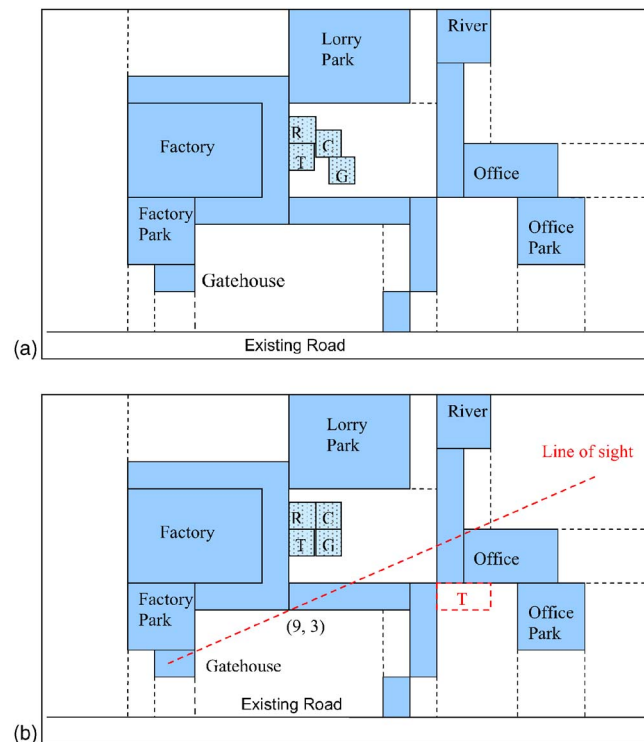 Lorry
Park
River
Factory
R
C
T
G
Office
Factory
Park
Office
Park
Gatehouse
Existing Road
(a)
Lorry
Park
River
Line of
sight
Factory
R C
T G
Office
Factory
Park
T
Office
Park
(9, 3)
Gatehouse
Existing Road
(b)